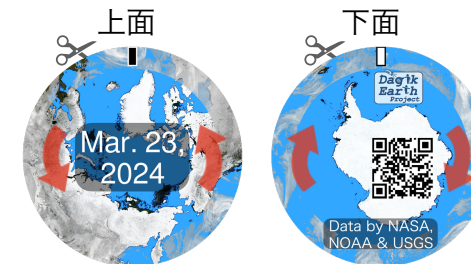 上面
下面
Dagik
Earth
Project
Mar. 23,
2024
Data by NASA,
NOAA & USGS